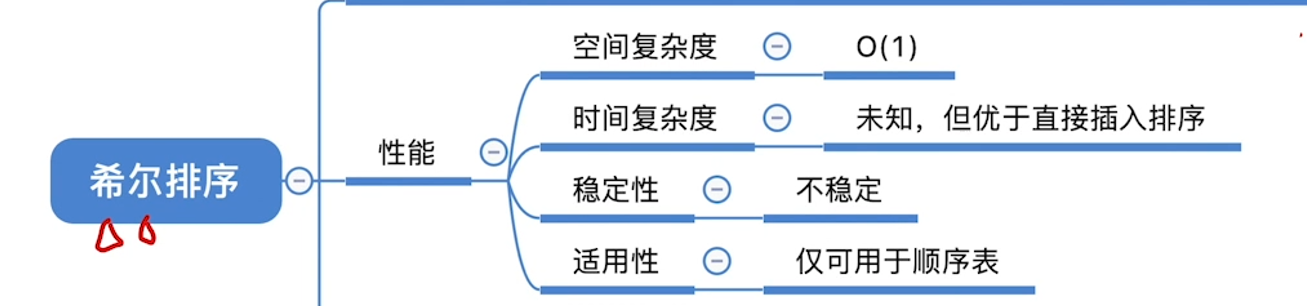 空间复杂度 O(1)
时间复杂度 未知，但优于直接插入排序
性能
希尔排序
稳定性 不稳定
适用性 仅可用于顺序表